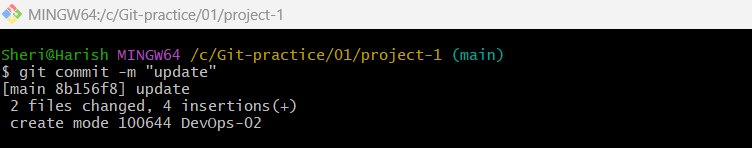 MINGW64:/c/Git-practice/01/project-1
Sheri@Harish MINGW64 /c/Git-practice/01/project-1 (main)
$ git commit -m "update"
[main 8b156f8] update
 2 files changed, 4 insertions(+)
 create mode 100644 DevOps-02